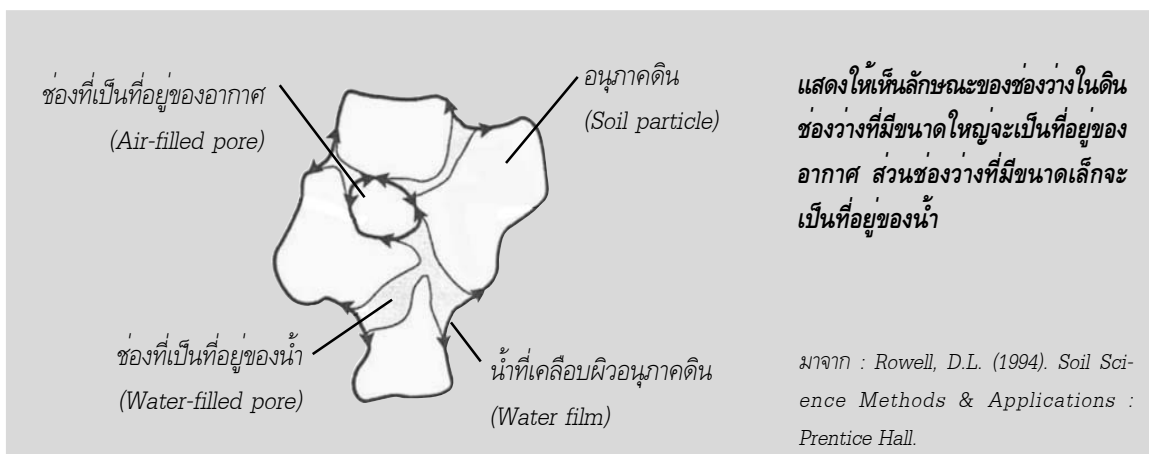 ช่องที่เป็นที่อยู่ของอากาศ
(Air-filled pore)
อนุภาคดิน
(Soil particle)
ช่องที่เป็นที่อยู่ของน้ำ
(Water-filled pore)
น้ำที่เคลือบผิวอนุภาคดิน
(Water film)
แสดงให้เห็นลักษณะของช่องว่างในดิน
ช่องว่างที่มีขนาดใหญ่จะเป็นที่อยู่ของ
อากาศ ส่วนช่องว่างที่มีขนาดเล็กจะ
เป็นที่อยู่ของน้ำ
มาจาก : Rowell, D.L. (1994). Soil Sci-
ence Methods & Applications :
Prentice Hall.